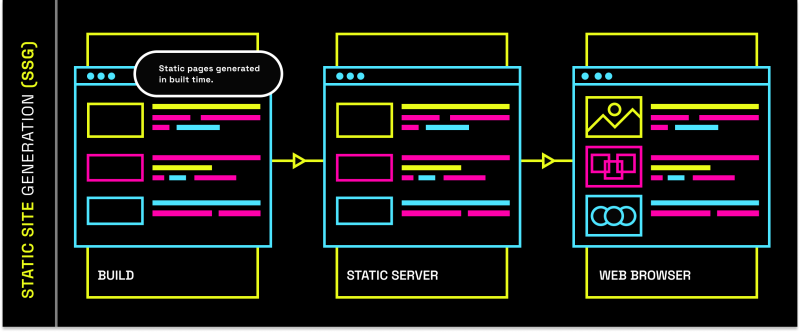 STATIC SITE GENERATION (SSG)
Static pages generated
in built time.
BUILD
STATIC SERVER
WEB BROWSER